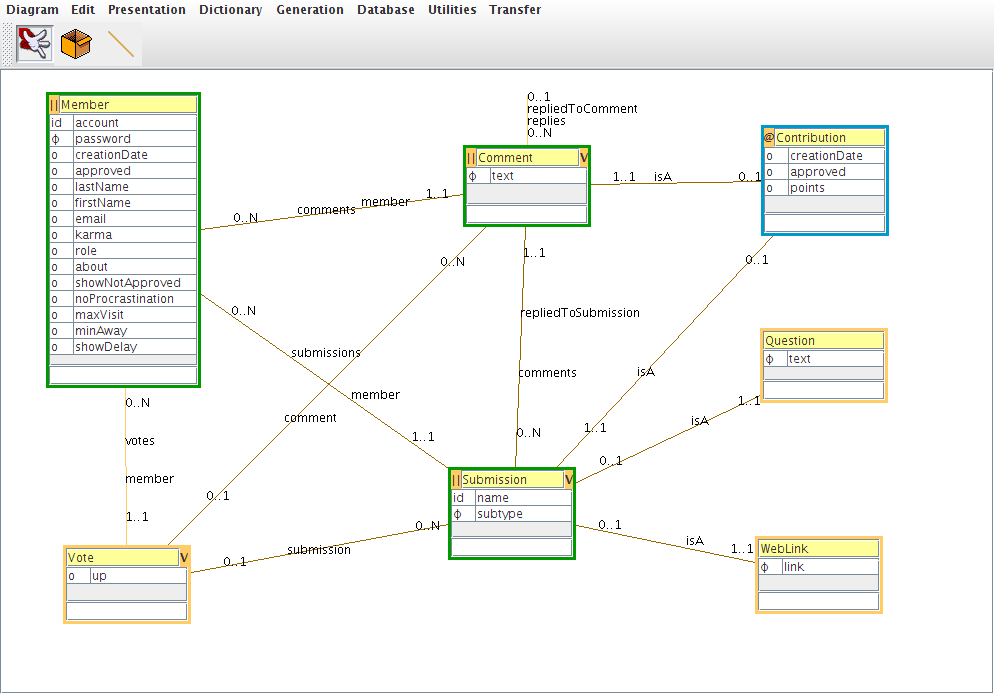 Diagram Edit Presentation Dictionary Generation Database Utilities Transfer
|| Member
id account
ϕ password
o creationDate
o approved
o lastName
o firstName
o email
o karma
o role
o about
o showNotApproved
o noProcrastination
o maxVisit
o minAway
o showDelay
0..1
repliedToComment
replies
0..N
|| Comment V
ϕ text
@ Contribution
o creationDate
o approved
o points
1..1 isA 0..1
0..N comments member 1..1
0..N
1..1
0..1
0..N
repliedToSubmission
submissions
comments
isA
member
comment
Question
ϕ text
0..N
votes
member
1..1
1..1
0..N
1..1
isA
1..1
0..1
0..1
|| Submission V
id name
ϕ subtype
0..1 submission 0..N
0..1 isA 1..1
Vote V
o up
WebLink
ϕ link